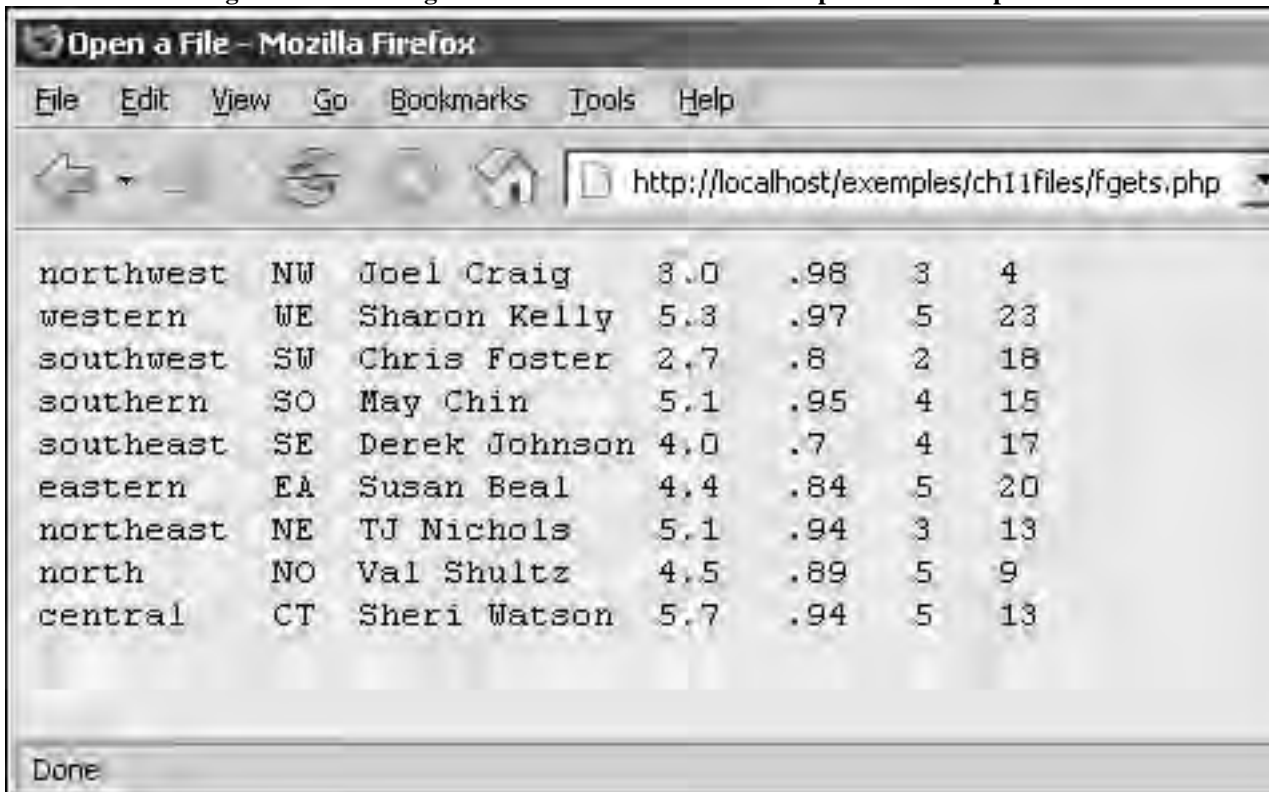 Open a File - Mozilla Firefox
File Edit View Go Bookmarks Tools Help
http://localhost/exemples/ch11files/fgets.php
northwest NW Joel Craig 3.0 .98 3 4
western WE Sharon Kelly 5.3 .97 5 23
southwest SW Chris Foster 2.7 .8 2 18
southern SO May Chin 5.1 .95 4 15
southeast SE Derek Johnson 4.0 .7 4 17
eastern EA Susan Beal 4.4 .84 5 20
northeast NE TJ Nichols 5.1 .94 3 13
north NO Val Shultz 4.5 .89 5 9
central CT Sheri Watson 5.7 .94 5 13
Done